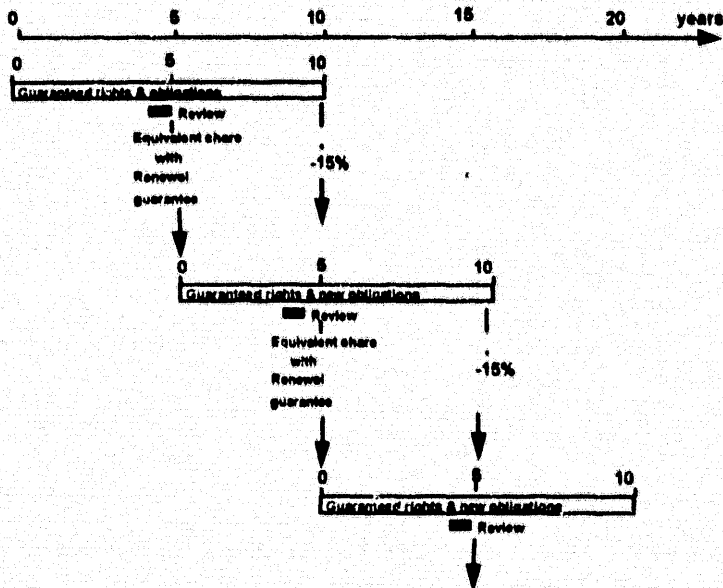 0 5 10 15 20 years
0 5 10
Guaranteed rights & obligations
Review
Equivalent share
with
Renewal
guarantee
-15%
0 5 10
Guaranteed rights & new obligations
Review
Equivalent share
with
Renewal
guarantee
-15%
0 5 10
Guaranteed rights & new obligations
Review